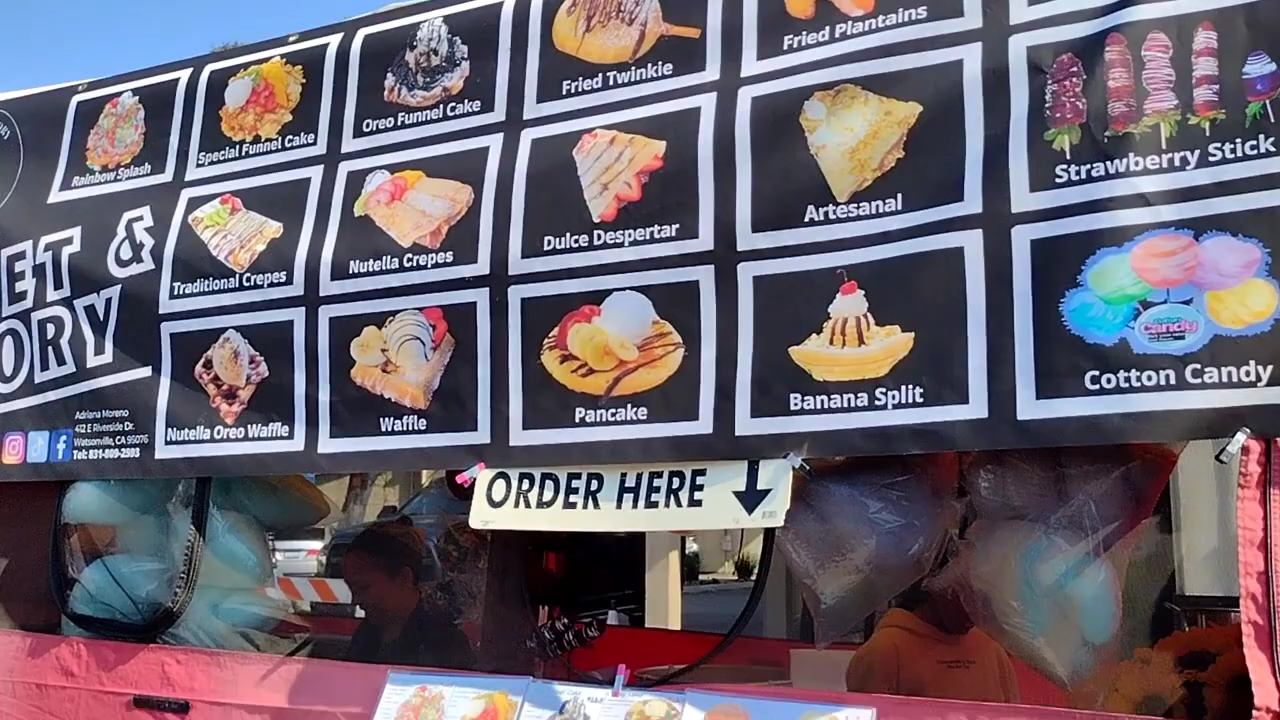 Rainbow Splash
Special Funnel Cake
Oreo Funnel Cake
Fried Twinkie
Fried Plantains
Strawberry Stick
Traditional Crepes
Nutella Crepes
Dulce Despertar
Artesanal
Nutella Oreo Waffle
Waffle
Pancake
Banana Split
Cotton Candy
Candy
ET &
ORY
Adriana Moreno
412 E Riverside Dr.
Watsonville, CA 95076
Tel: 831-809-2593
ORDER HERE